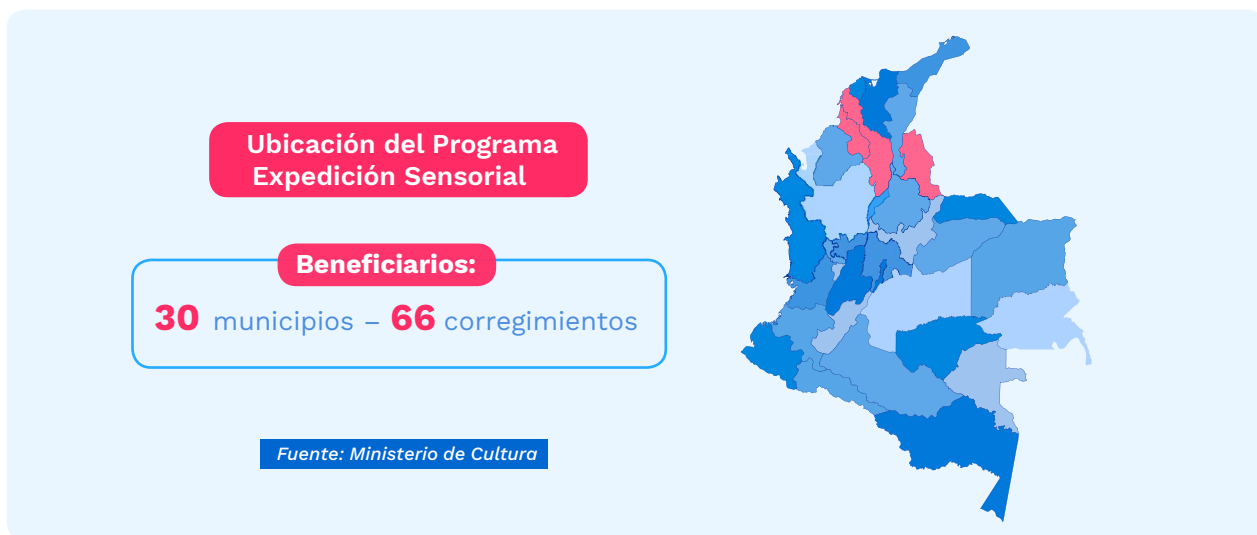 Ubicación del Programa
Expedición Sensorial
Beneficiarios:
30 municipios – 66 corregimientos
Fuente: Ministerio de Cultura